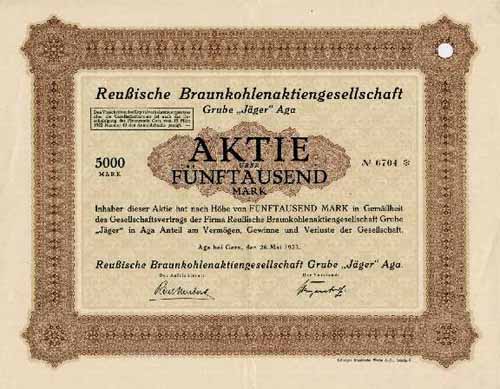 Reußische Braunkohlenaktiengesellschaft
Grube „Jäger" Aga
5000
MARK
AKTIE
ÜBER
FÜNFTAUSEND
MARK
№ 6704 ✻
Inhaber dieser Aktie hat nach Höhe von FÜNFTAUSEND MARK in Gemäßheit
des Gesellschaftsvertrags der Firma Reußische Braunkohlenaktiengesellschaft Grube
„Jäger" in Aga Anteil am Vermögen, Gewinne und Verluste der Gesellschaft.
Aga bei Gera, den 26. Mai
Reußische Braunkohlenaktiengesellschaft Grube „Jäger" Aga.
Der Aufsichtsrat:
Der Vorstand: